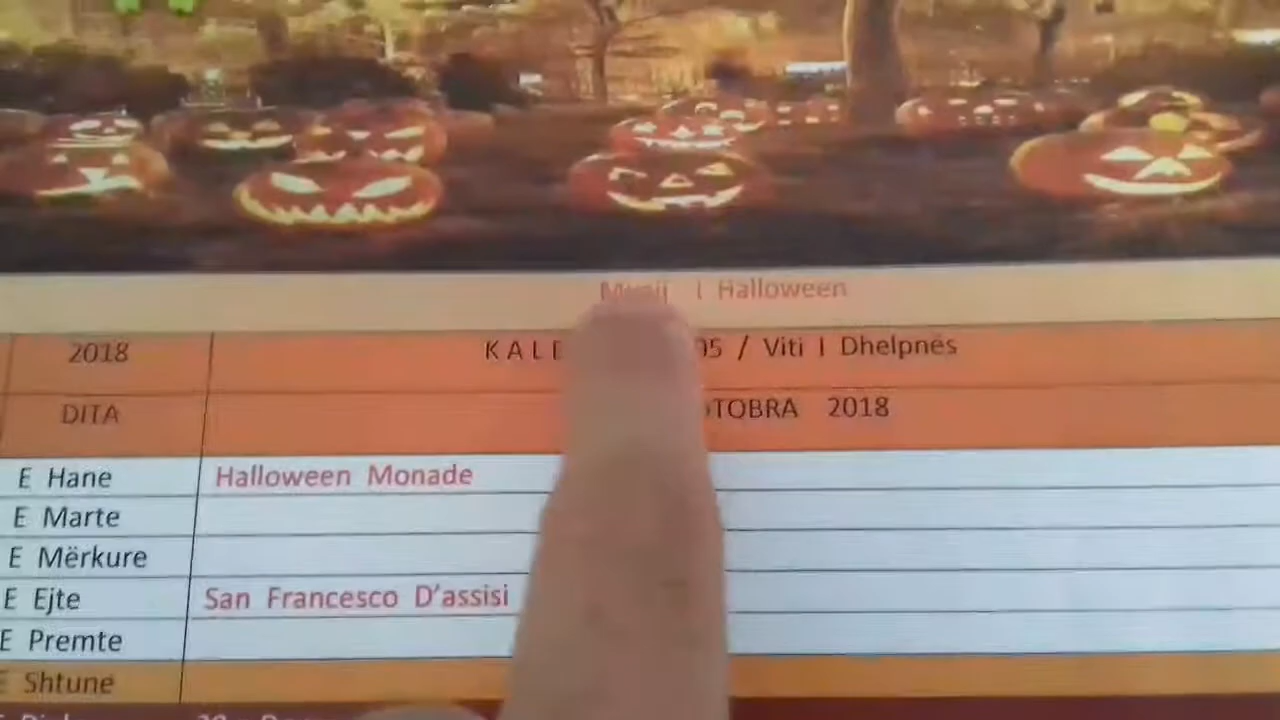 l Halloween
2018 KALE 05 / Viti I Dhelpnës
DITA TOBRA 2018
E Hane Halloween Monade
E Marte
E Mërkure
E Ejte San Francesco D'assisi
E Premte
E Shtune